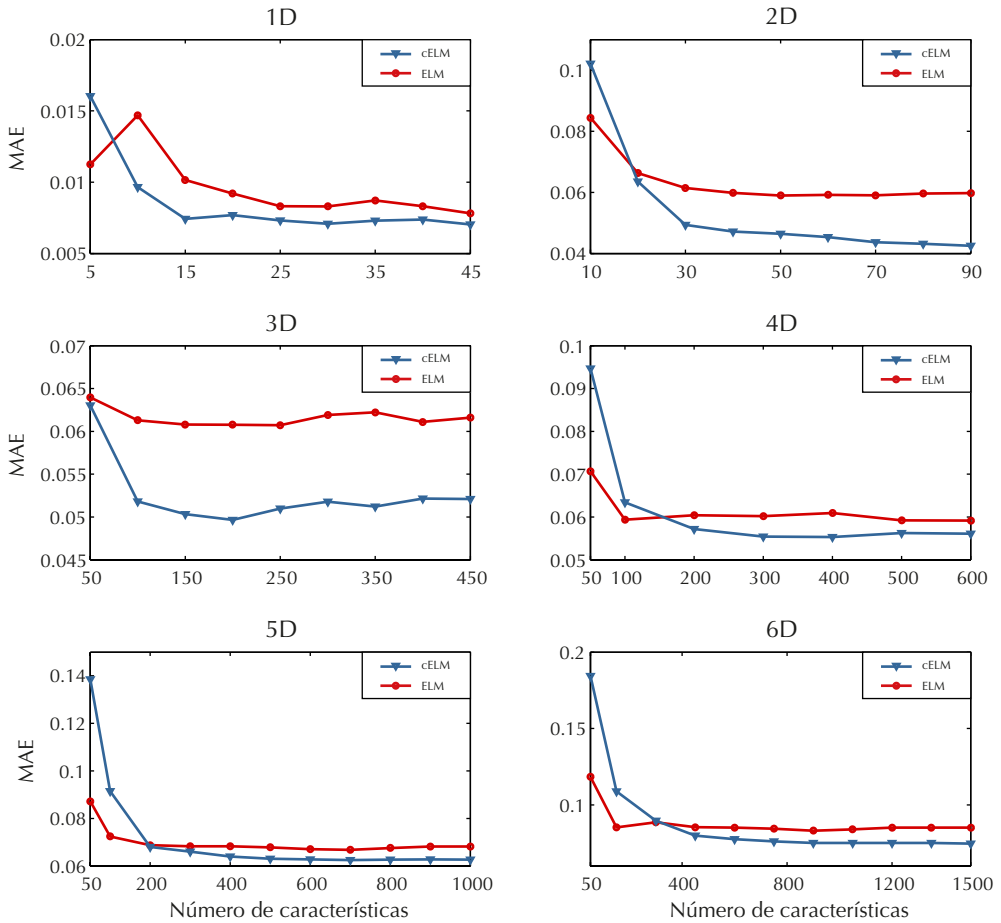 1D
2D
0.02
0.015
0.01
0.005
MAE
cELM
ELM
5
15
25
35
45
0.1
0.08
0.06
0.04
cELM
ELM
10
30
50
70
90
3D
4D
0.07
0.065
0.06
0.055
0.05
0.045
MAE
cELM
ELM
50
150
250
350
450
0.1
0.09
0.08
0.07
0.06
0.05
cELM
ELM
50
100
200
300
400
500
600
5D
6D
0.14
0.12
0.1
0.08
0.06
MAE
cELM
ELM
50
200
400
600
800
1000
Número de características
0.2
0.15
0.1
cELM
ELM
50
400
800
1200
1500
Número de características